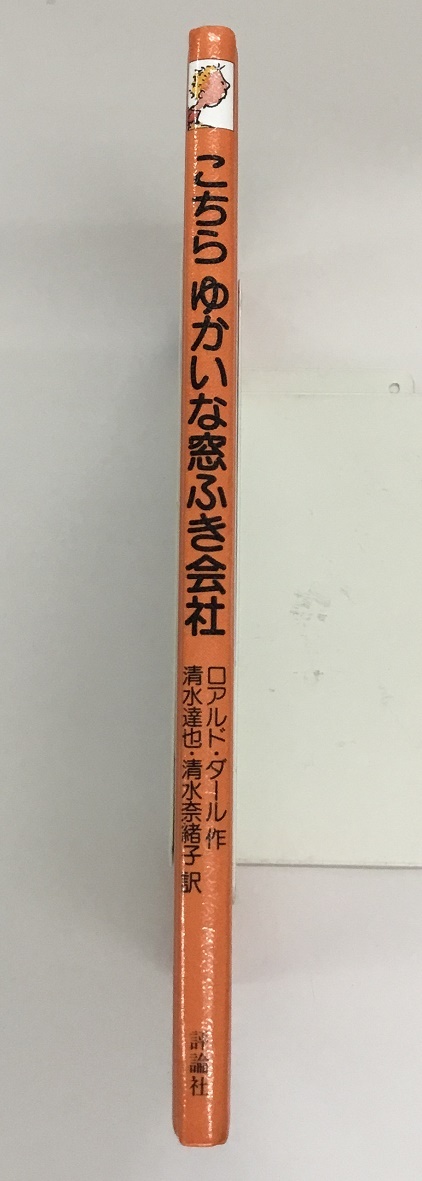 こちら ゆかいな窓ふき会社
ロアルド・ダール 作
清水達也・清水奈緒子 訳
評論社